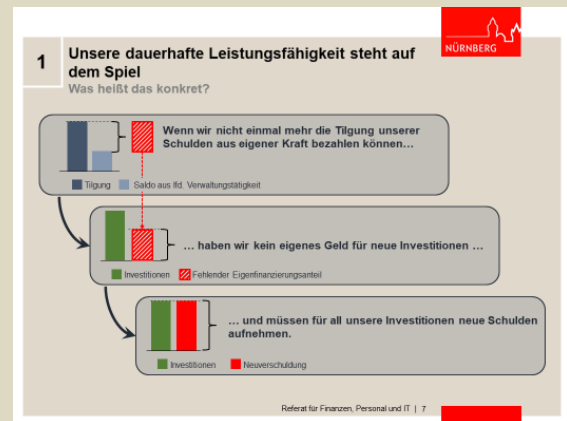 NÜRNBERG
1
Unsere dauerhafte Leistungsfähigkeit steht auf
dem Spiel
Was heißt das konkret?
Wenn wir nicht einmal mehr die Tilgung unserer
Schulden aus eigener Kraft bezahlen können…
Tilgung Saldo aus lfd. Verwaltungstätigkeit
… haben wir kein eigenes Geld für neue Investitionen …
Investitionen Fehlender Eigenfinanzierungsanteil
… und müssen für all unsere Investitionen neue Schulden
aufnehmen.
Investitionen Neuverschuldung
Referat für Finanzen, Personal und IT | 7